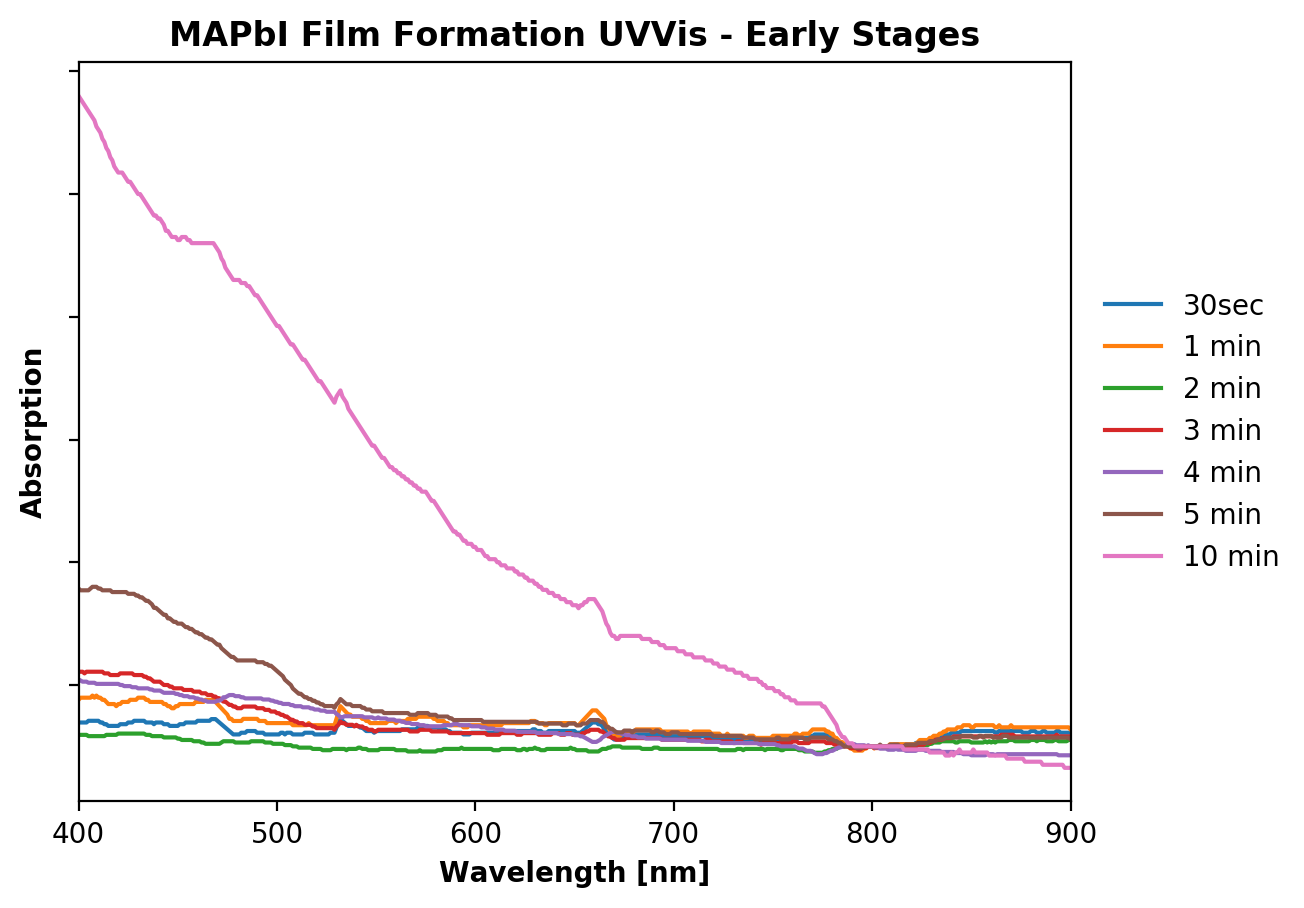 MAPbI Film Formation UVVis - Early Stages
Absorption
30sec
1 min
2 min
3 min
4 min
5 min
10 min
400 500 600 700 800 900
Wavelength [nm]